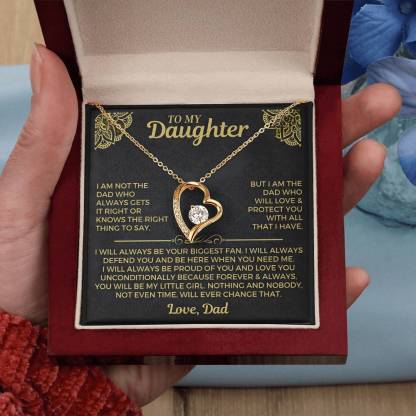 TO MY
Daughter
I AM NOT THE
DAD WHO
ALWAYS GETS
IT RIGHT OR
KNOWS THE RIGHT
THING TO SAY.
BUT I AM THE
DAD WHO
WILL LOVE &
PROTECT YOU
WITH ALL
THAT I HAVE.
I WILL ALWAYS BE YOUR BIGGEST FAN. I WILL ALWAYS
DEFEND YOU AND BE HERE WHEN YOU NEED ME.
I WILL ALWAYS BE PROUD OF YOU AND LOVE YOU
UNCONDITIONALLY BECAUSE FOREVER & ALWAYS,
YOU WILL BE MY LITTLE GIRL. NOTHING AND NOBODY,
NOT EVEN TIME, WILL EVER CHANGE THAT.
Love, Dad